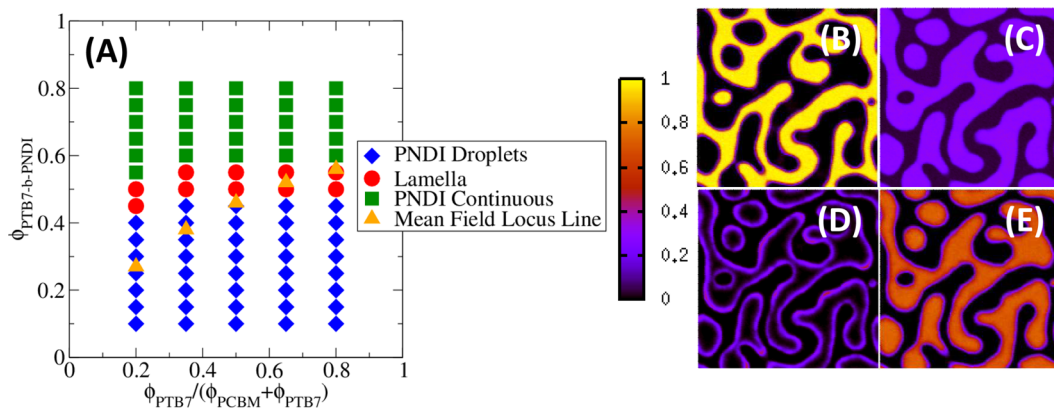 (A)
1
0.8
0.6
0.4
0.2
0
ϕPTB7-b-PNDI
0 0.2 0.4 0.6 0.8 1
ϕPTB7/(ϕPCBM+ϕPTB7)
PNDI Droplets
Lamella
PNDI Continuous
Mean Field Locus Line
1
0.8
0.6
0.4
0.2
0
(B)
(C)
(D)
(E)